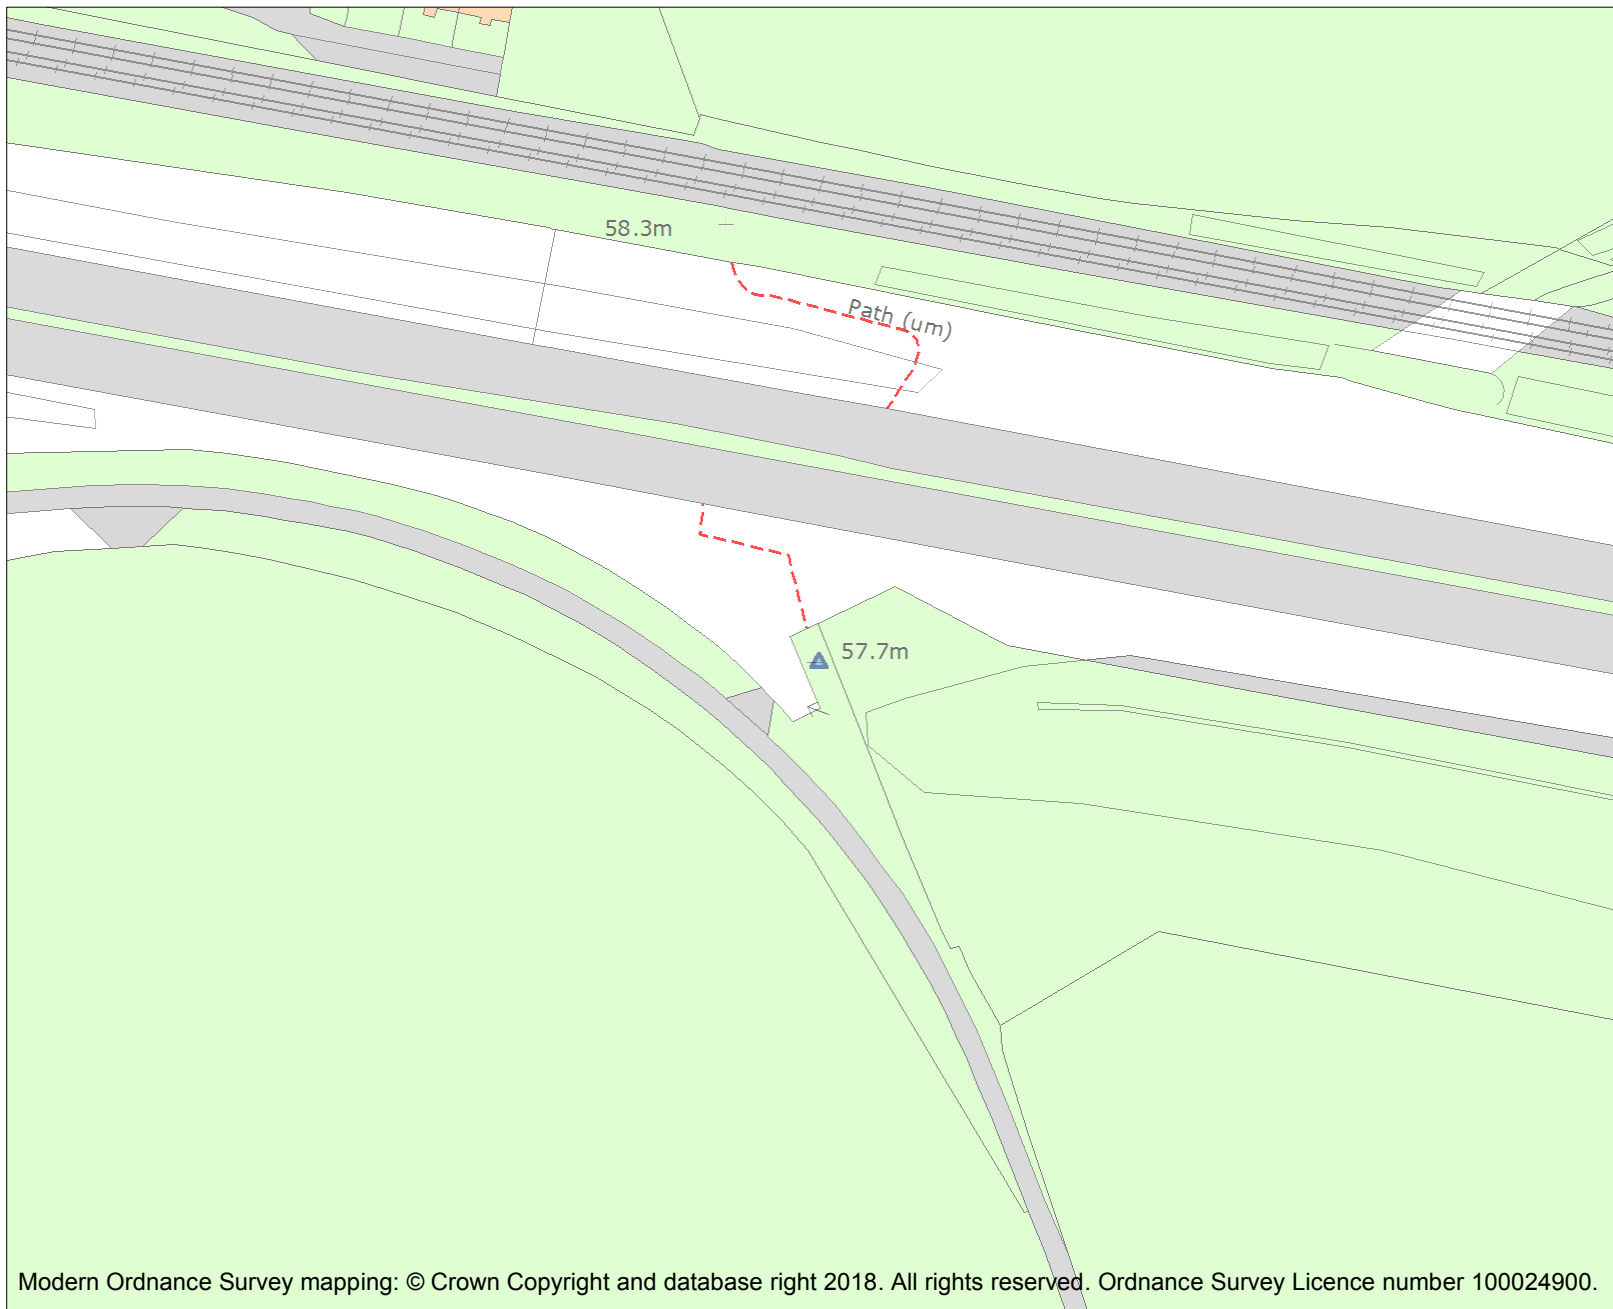 58.3m
Path (um)
57.7m
Modern Ordnance Survey mapping: © Crown Copyright and database right 2018. All rights reserved. Ordnance Survey Licence number 100024900.